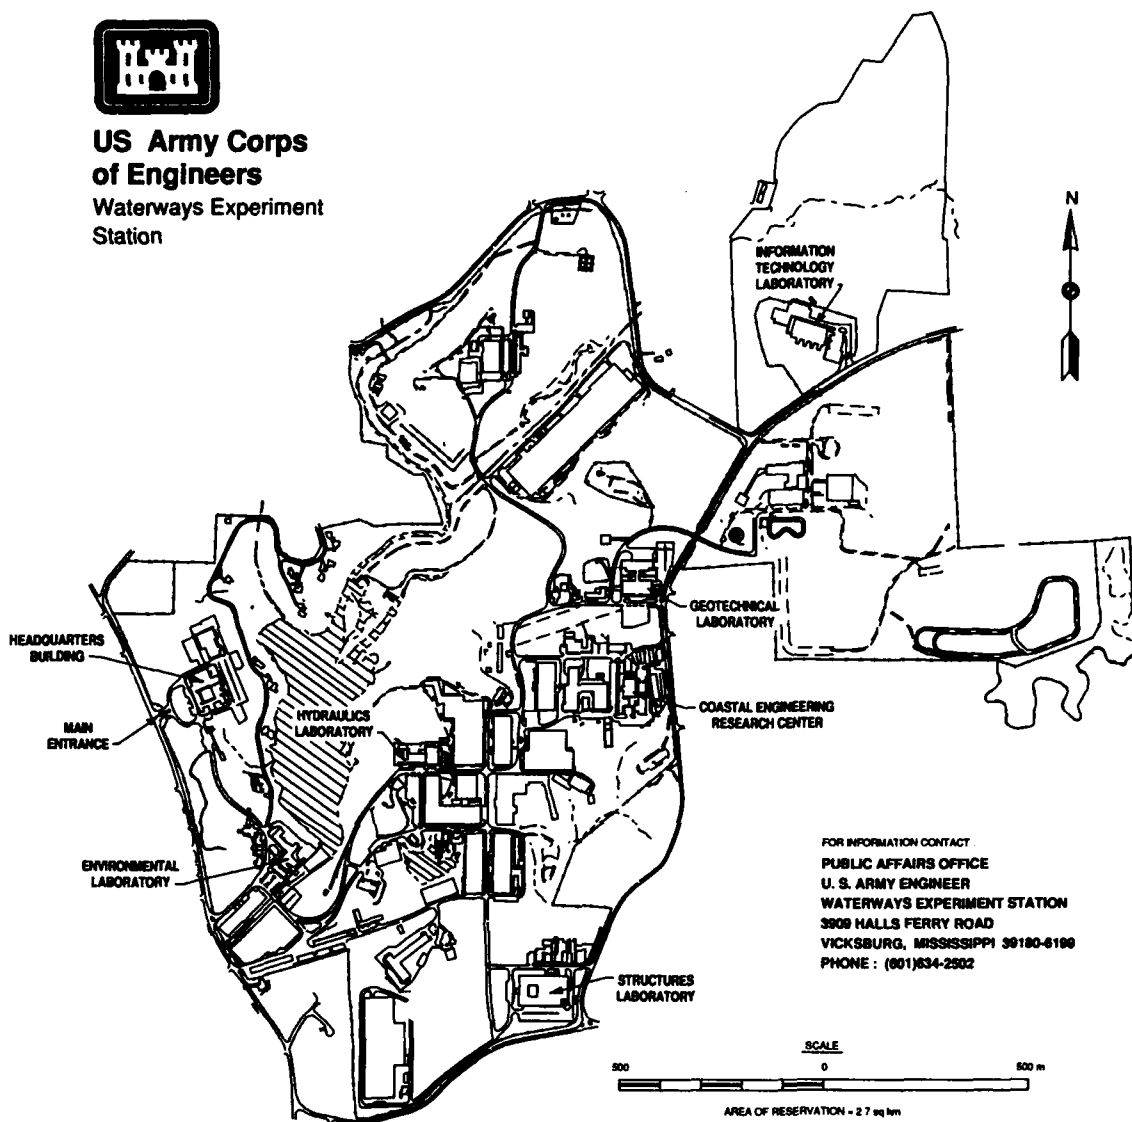 US Army Corps
of Engineers
Waterways Experiment
Station
N
INFORMATION
TECHNOLOGY
LABORATORY
GEOTECHNICAL
LABORATORY
HEADQUARTERS
BUILDING
MAIN
ENTRANCE
HYDRAULICS
LABORATORY
COASTAL ENGINEERING
RESEARCH CENTER
ENVIRONMENTAL
LABORATORY
STRUCTURES
LABORATORY
FOR INFORMATION CONTACT
PUBLIC AFFAIRS OFFICE
U. S. ARMY ENGINEER
WATERWAYS EXPERIMENT STATION
3909 HALLS FERRY ROAD
VICKSBURG, MISSISSIPPI 39180-6199
PHONE : (601)634-2502
SCALE
500 0 500 m
AREA OF RESERVATION = 2 7 sq km